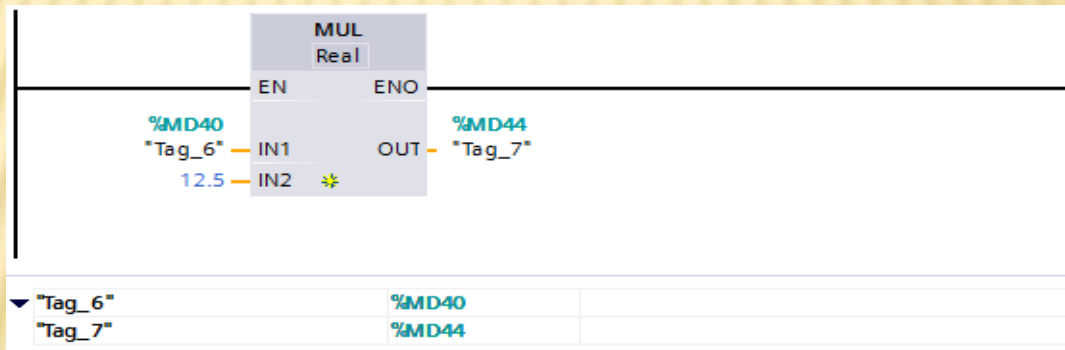 MUL
Real
EN ENO
%MD40 %MD44
"Tag_6" IN1 OUT "Tag_7"
12.5 IN2
"Tag_6" %MD40
"Tag_7" %MD44